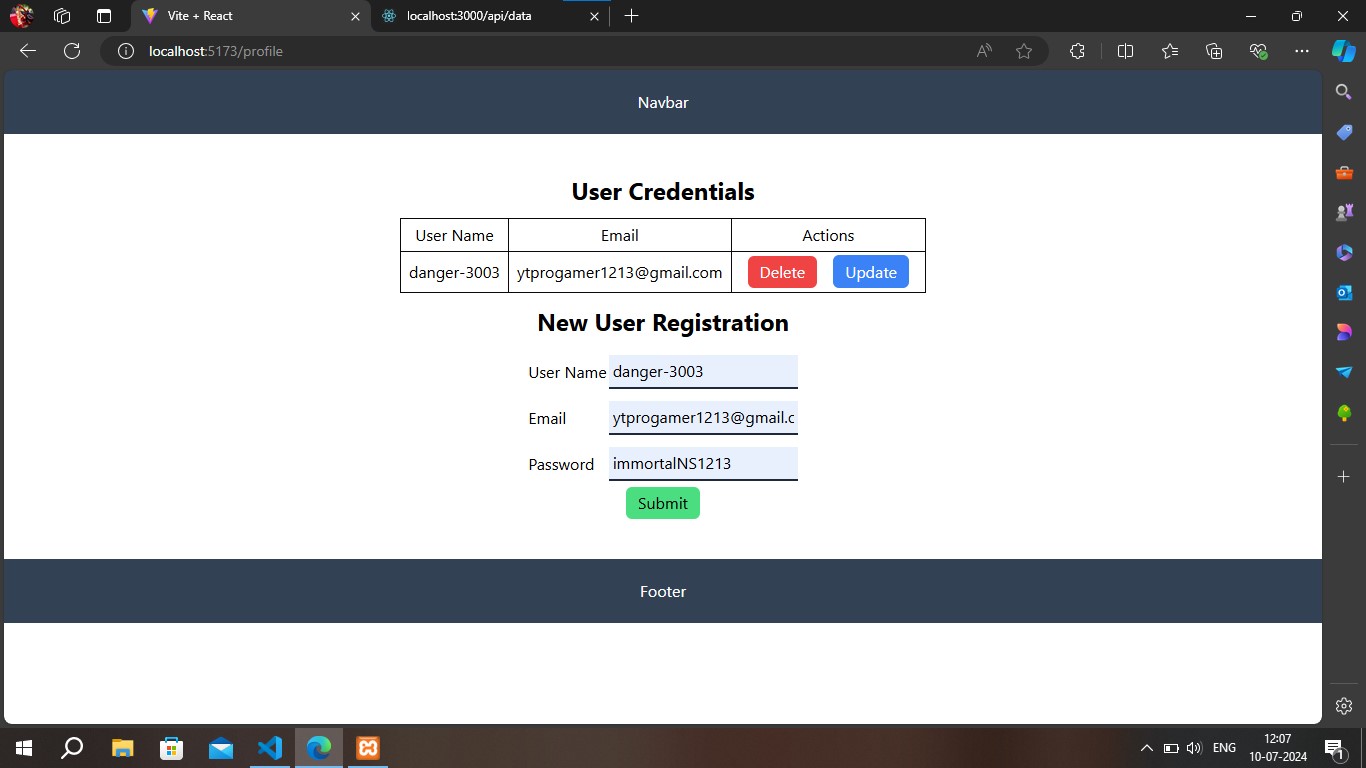 Vite + React
localhost:3000/api/data
localhost:5173/profile
Navbar
User Credentials
User Name Email Actions
danger-3003 ytprogamer1213@gmail.com Delete Update
New User Registration
User Name danger-3003
Email ytprogamer1213@gmail.c
Password immortalNS1213
Submit
Footer
ENG
12:07
10-07-2024
1